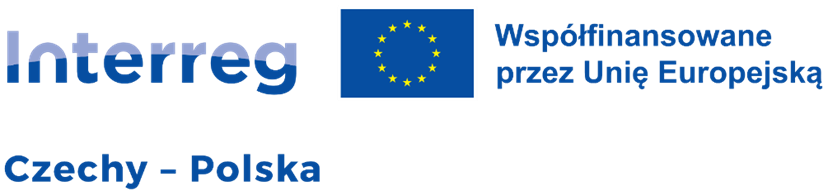 Interreg
Współfinansowane
przez Unię Europejską
Czechy – Polska